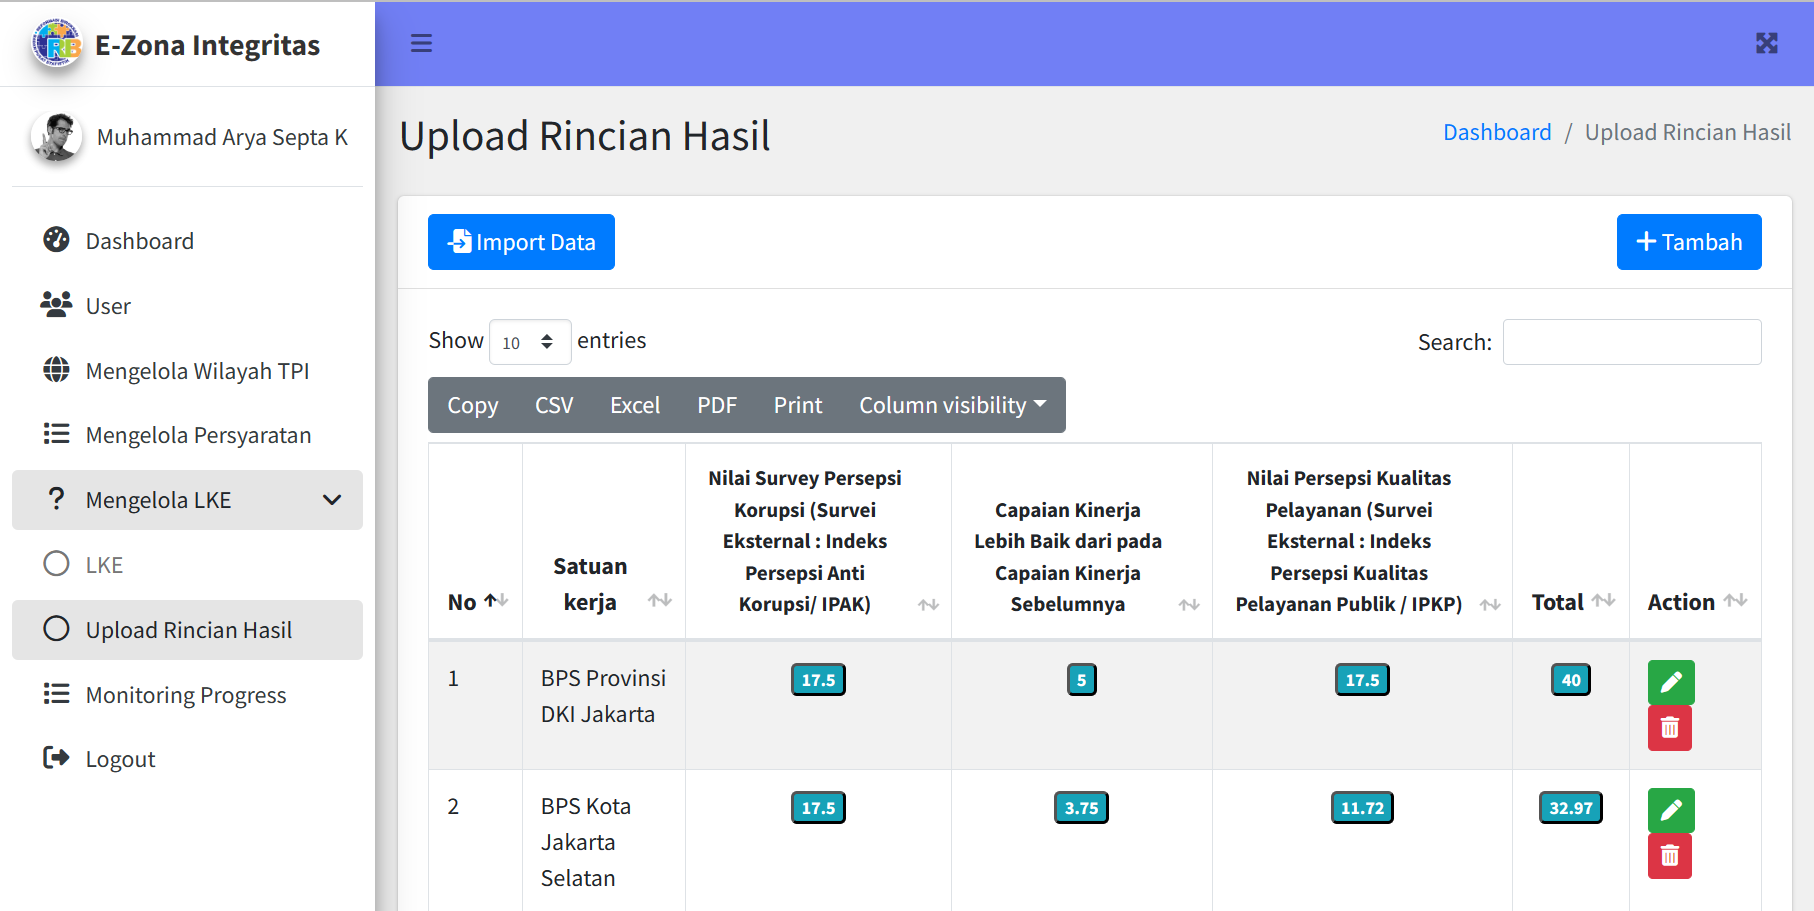 E-Zona Integritas
Muhammad Arya Septa K
Dashboard
User
Mengelola Wilayah TPI
Mengelola Persyaratan
Mengelola LKE
LKE
Upload Rincian Hasil
Monitoring Progress
Logout
Upload Rincian Hasil
Dashboard / Upload Rincian Hasil
Import Data
Tambah
Show 10 entries
Search:
Copy CSV Excel PDF Print Column visibility
No
Satuan
kerja
Nilai Survey Persepsi
Korupsi (Survei
Eksternal : Indeks
Persepsi Anti
Korupsi/ IPAK)
Capaian Kinerja
Lebih Baik dari pada
Capaian Kinerja
Sebelumnya
Nilai Persepsi Kualitas
Pelayanan (Survei
Eksternal : Indeks
Persepsi Kualitas
Pelayanan Publik / IPKP)
Total
Action
1
BPS Provinsi
DKI Jakarta
17.5
5
17.5
40
2
BPS Kota
Jakarta
Selatan
17.5
3.75
11.72
32.97